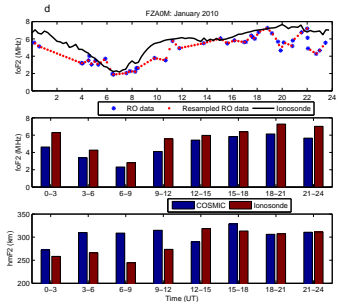 d
FZA0M: January 2010
foF2 (MHz)
8
6
4
2
0
0 2 4 6 8 10 12 14 16 18 20 22 24
RO data Resampled RO data Ionosonde
foF2 (MHz)
8
6
4
2
0
0−3 3−6 6−9 9−12 12−15 15−18 18−21 21−24
COSMIC Ionosonde
hmF2 (km)
350
300
250
200
0−3 3−6 6−9 9−12 12−15 15−18 18−21 21−24
Time (UT)